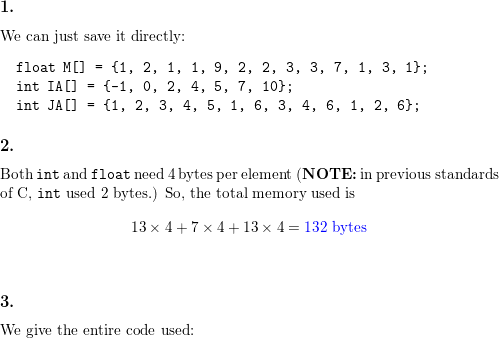 1.
We can just save it directly:
float M[] = {1, 2, 1, 1, 9, 2, 2, 3, 3, 7, 1, 3, 1};
int IA[] = {-1, 0, 2, 4, 5, 7, 10};
int JA[] = {1, 2, 3, 4, 5, 1, 6, 3, 4, 6, 1, 2, 6};
2.
Both int and float need 4 bytes per element (NOTE: in previous standards
of C, int used 2 bytes.) So, the total memory used is
13 × 4 + 7 × 4 + 13 × 4 = 132 bytes
3.
We give the entire code used: